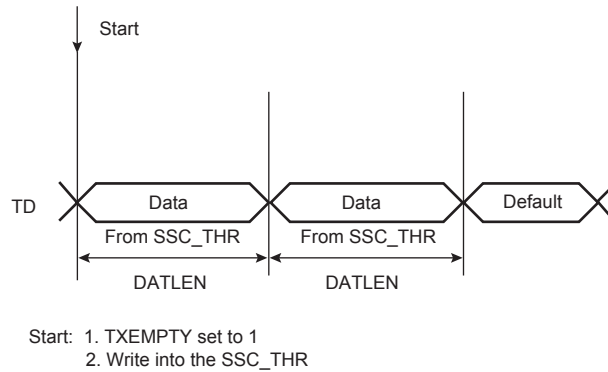 Start
TD
Data
Data
Default
From SSC_THR
From SSC_THR
DATLEN
DATLEN
Start: 1. TXEMPTY set to 1
2. Write into the SSC_THR